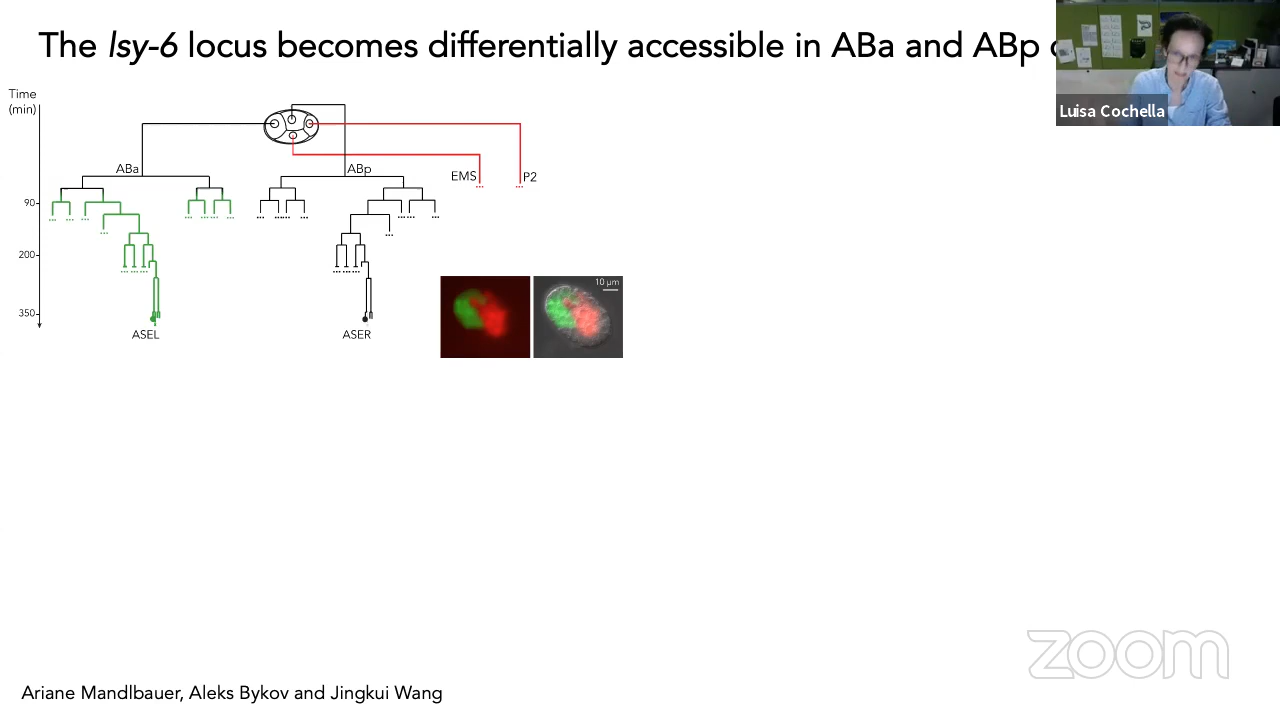 The lsy-6 locus becomes differentially accessible in ABa and ABp
Luisa Cochella
Time
(min)
ABa
ABp
EMS
P2
90
200
10 µm
350
ASEL
ASER
zoom
Ariane Mandlbauer, Aleks Bykov and Jingkui Wang